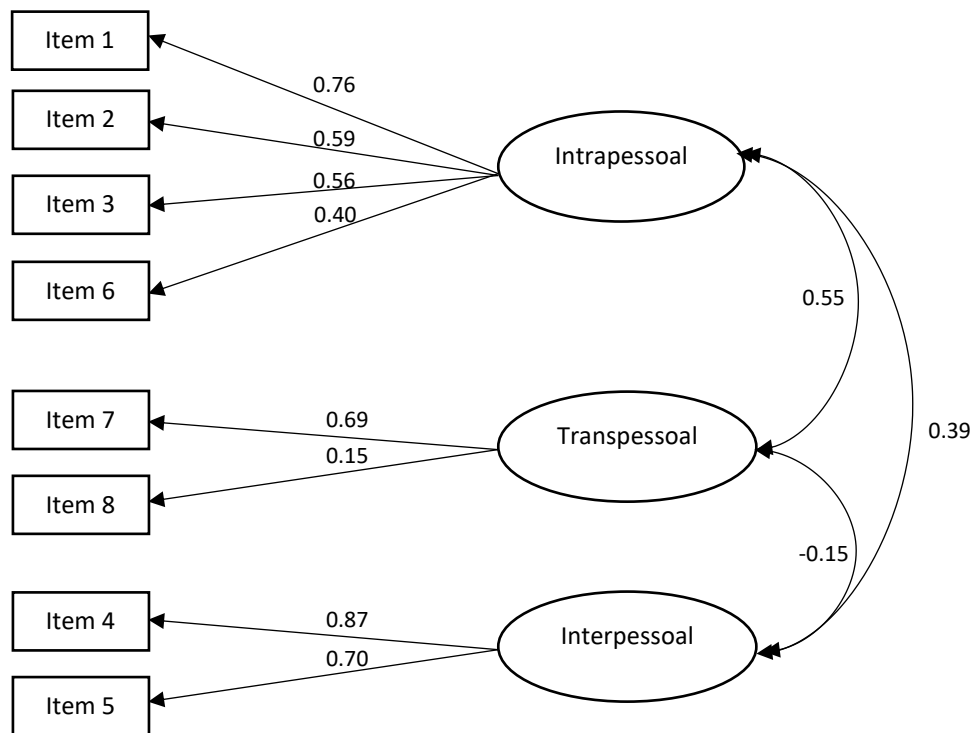 Item 1
0.76
Item 2
0.59
Intrapessoal
Item 3
0.56
0.40
Item 6
0.55
Item 7
0.69
Transpessoal
0.39
0.15
Item 8
-0.15
Item 4
0.87
Interpessoal
0.70
Item 5